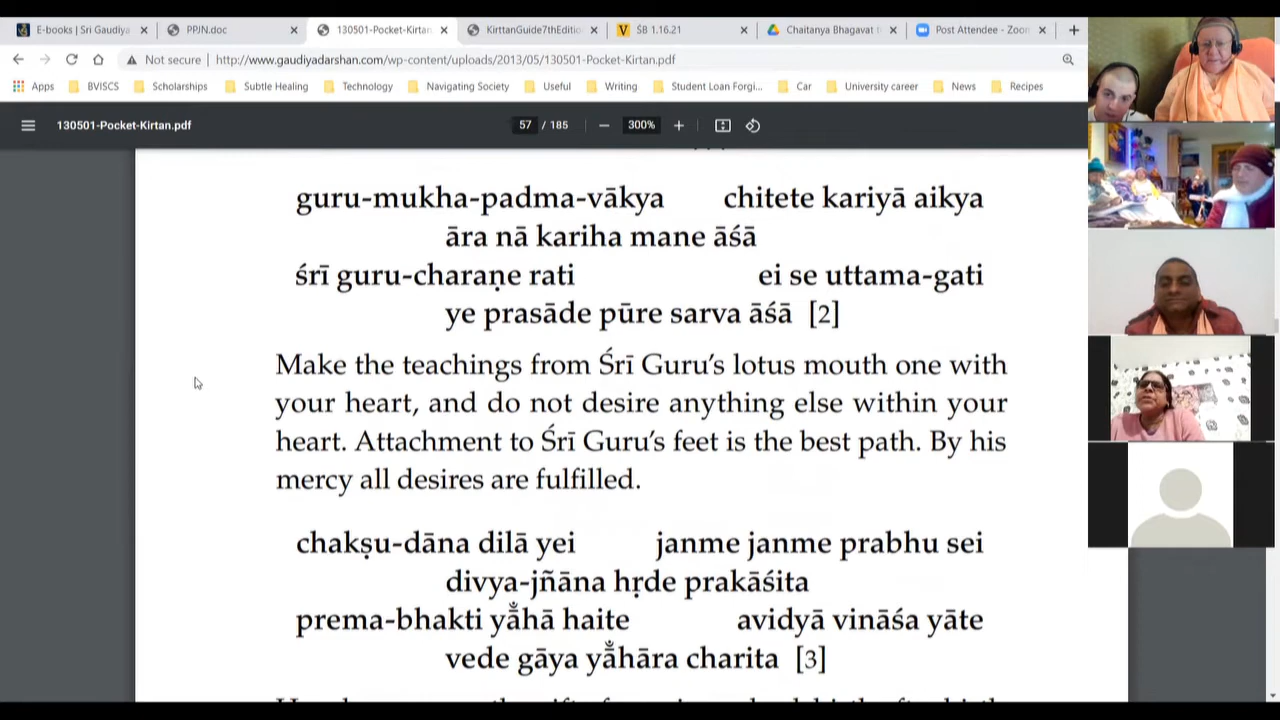 E-books | Sri Gaudiya
PPJN.doc
130501-Pocket-Kirtan.
KirttanGuide7thEditio
ŚB 1.16.21
Chaitanya Bhagavat
Post Attendee - Zoom
Not secure | http://www.gaudiyadarshan.com/wp-content/uploads/2013/05/130501-Pocket-Kirtan.pdf
Apps BVISCS Scholarships Subtle Healing Technology Navigating Society Useful Writing Student Loan Forgi... Car University career News Recipes
130501-Pocket-Kirtan.pdf 57 / 185 300%
guru-mukha-padma-vākya chitete kariyā aikya
āra nā kariha mane āśā
śrī guru-charaṇe rati ei se uttama-gati
ye prasāde pūre sarva āśā [2]
Make the teachings from Śrī Guru's lotus mouth one with
your heart, and do not desire anything else within your
heart. Attachment to Śrī Guru's feet is the best path. By his
mercy all desires are fulfilled.
chakṣu-dāna dilā yei janme janme prabhu sei
divya-jñāna hṛde prakāśita
prema-bhakti yā̐hā haite avidyā vināśa yāte
vede gāya yā̐hāra charita [3]